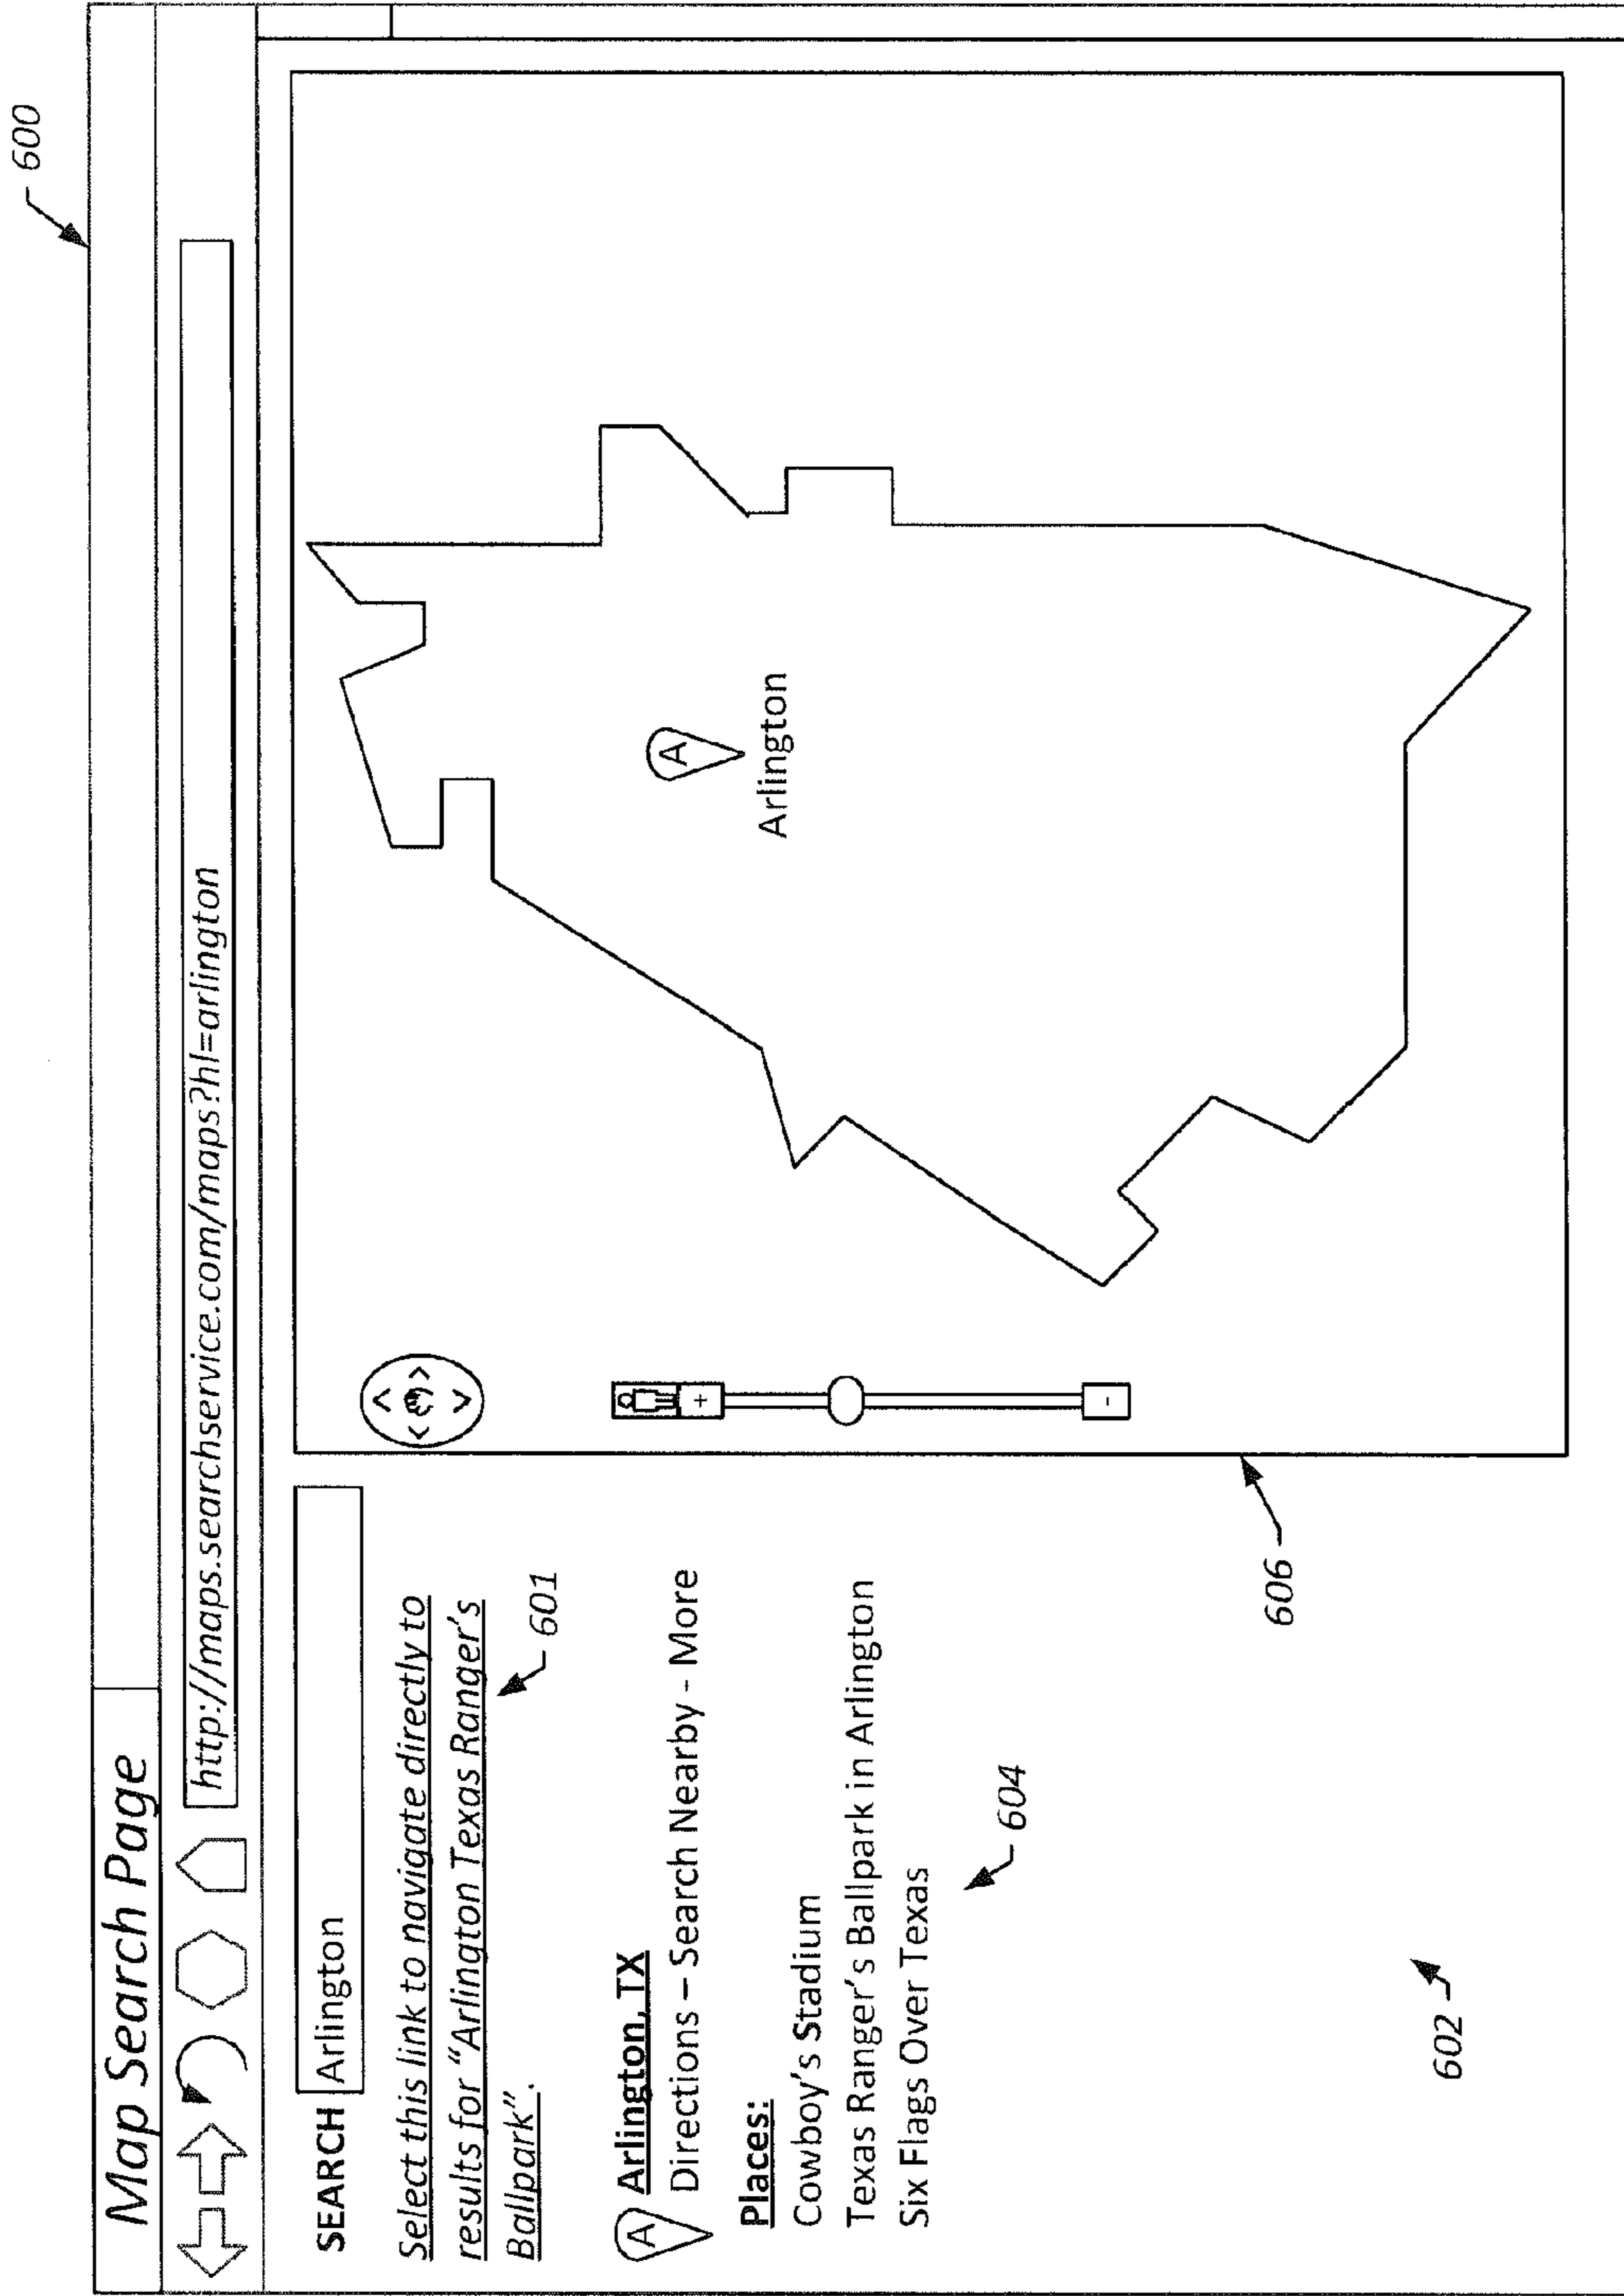 600
Map Search Page
http://maps.searchservice.com/maps?hl=arlington
SEARCH Arlington
Select this link to navigate directly to
results for “Arlington Texas Ranger’s
Ballpark”.
601
A Arlington, TX
Directions – Search Nearby - More
Places:
Cowboy’s Stadium
Texas Ranger’s Ballpark in Arlington
Six Flags Over Texas
604
602
606
+
-
A
Arlington